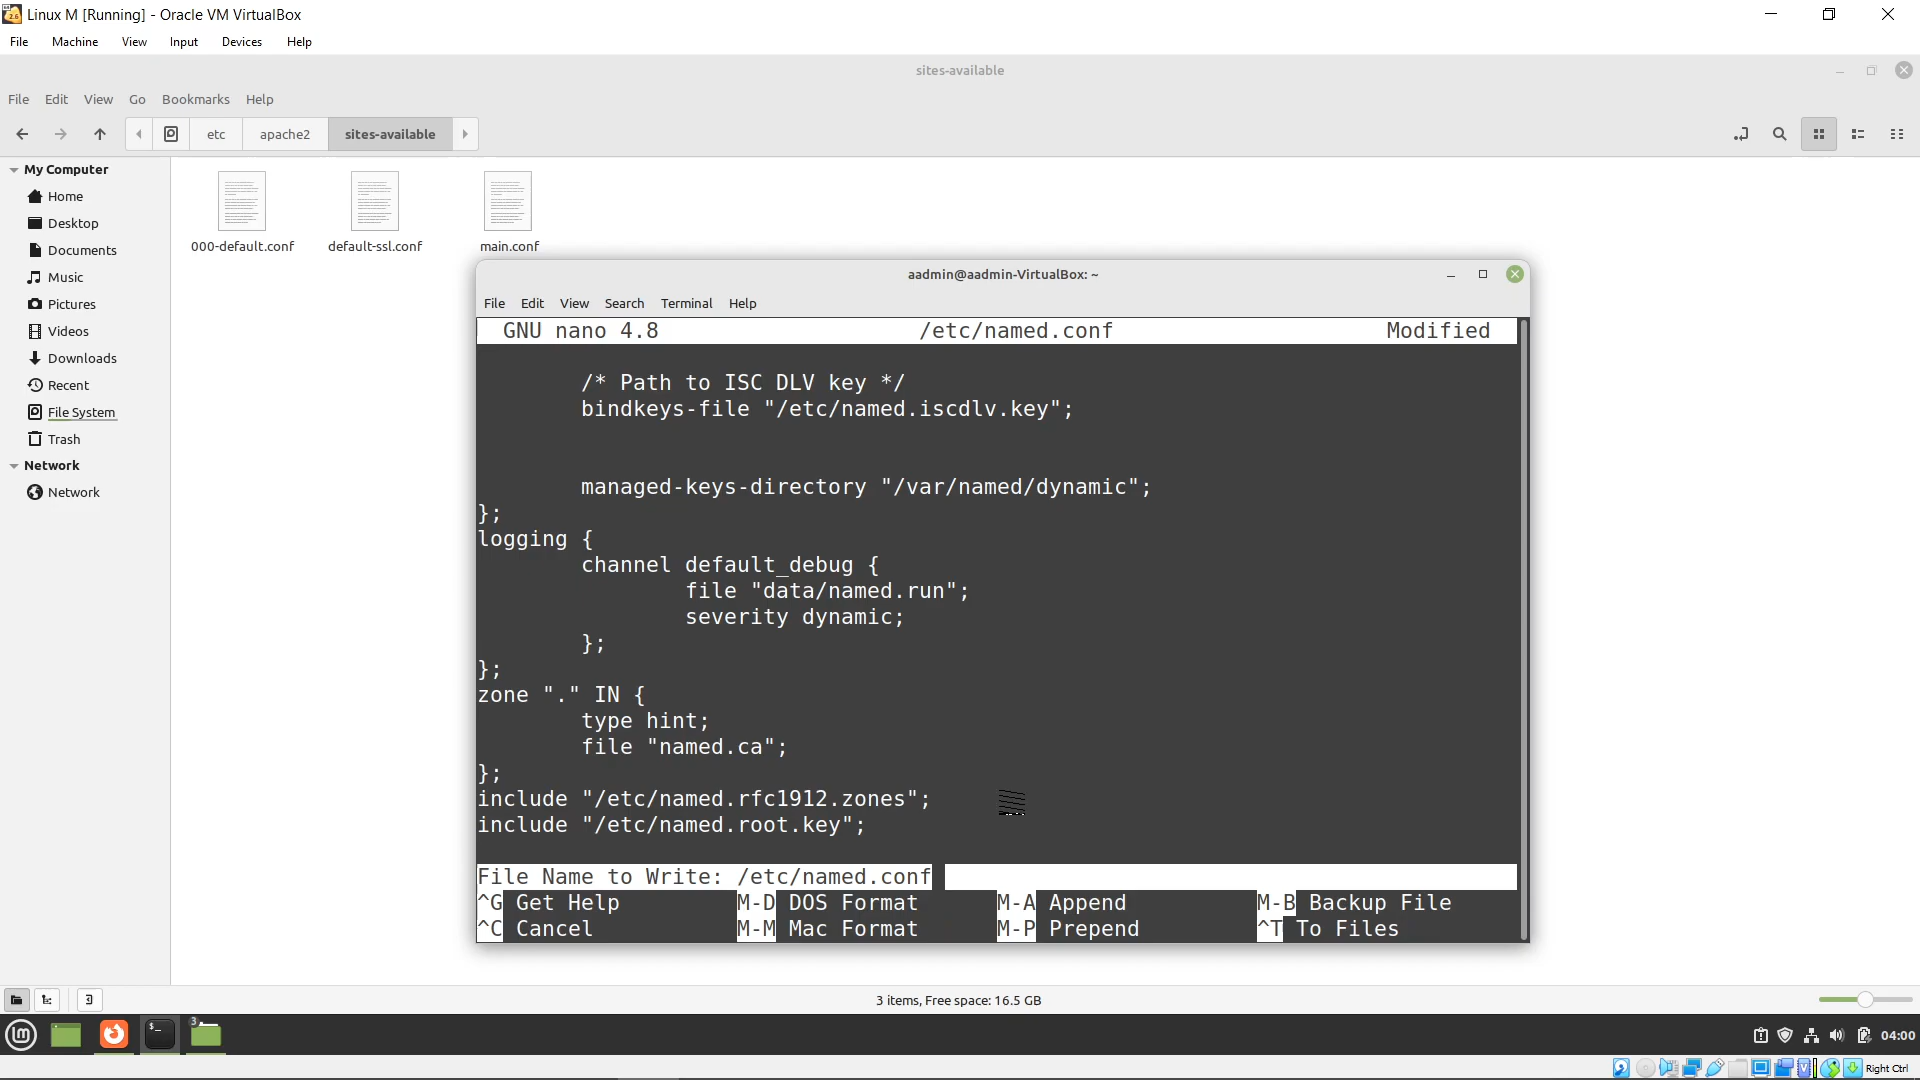 Linux M [Running] - Oracle VM VirtualBox
File Machine View Input Devices Help
sites-available
File Edit View Go Bookmarks Help
etc apache2 sites-available
My Computer
Home
Desktop
Documents
Music
Pictures
Videos
Downloads
Recent
File System
Trash
Network
Network
000-default.conf default-ssl.conf main.conf
aadmin@aadmin-VirtualBox: ~
File Edit View Search Terminal Help
GNU nano 4.8 /etc/named.conf Modified
/* Path to ISC DLV key */
bindkeys-file "/etc/named.iscdlv.key";
managed-keys-directory "/var/named/dynamic";
};
logging {
channel default_debug {
file "data/named.run";
severity dynamic;
};
};
zone "." IN {
type hint;
file "named.ca";
};
include "/etc/named.rfc1912.zones";
include "/etc/named.root.key";
File Name to Write: /etc/named.conf
^G Get Help M-D DOS Format M-A Append M-B Backup File
^C Cancel M-M Mac Format M-P Prepend ^T To Files
3 items, Free space: 16.5 GB
3
04:00
Right Ctrl